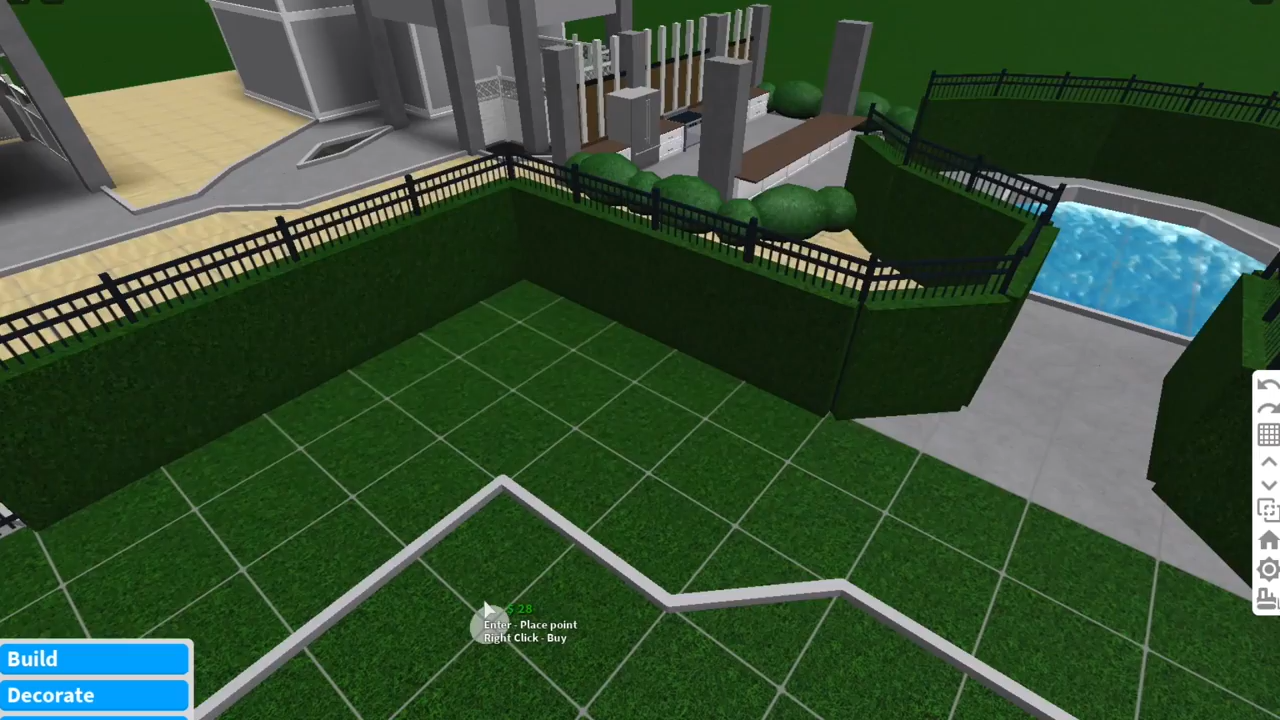 $ 28
Enter - Place point
Right Click - Buy
Build
Decorate